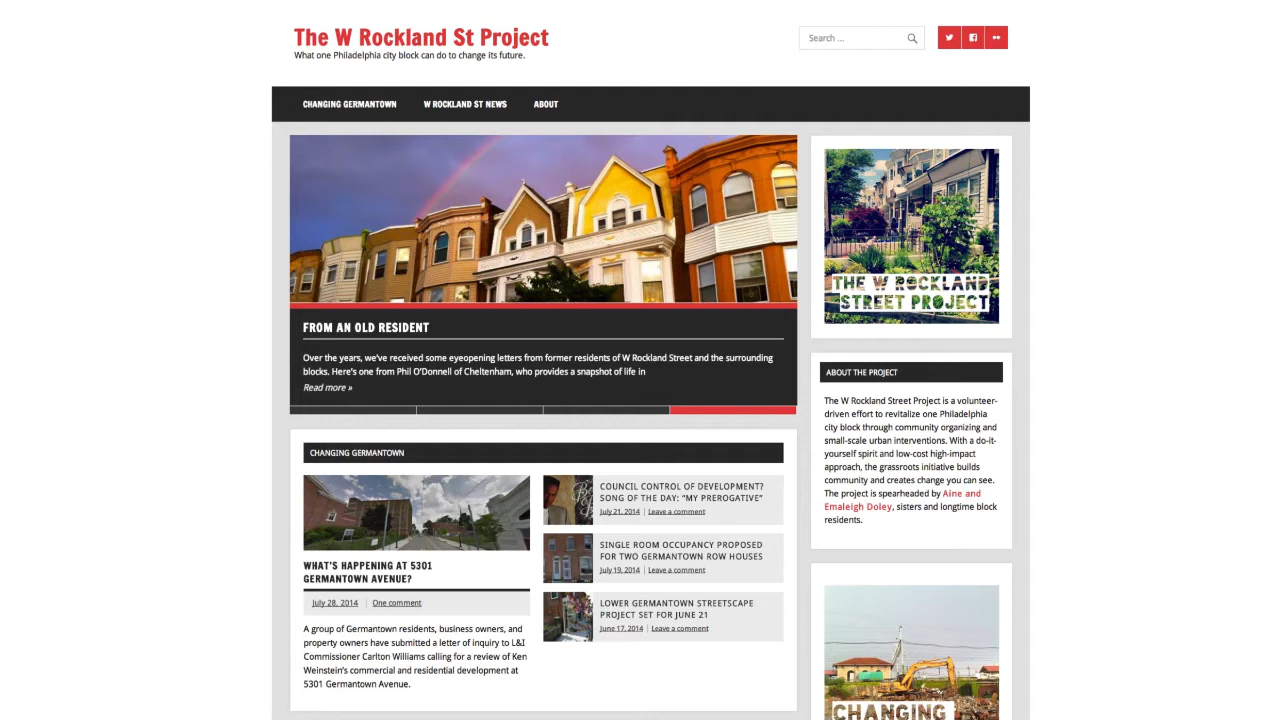 The W Rockland St Project
What one Philadelphia city block can do to change its future.
Search ...
CHANGING GERMANTOWN
W ROCKLAND ST NEWS
ABOUT
FROM AN OLD RESIDENT
Over the years, we've received some eyeopening letters from former residents of W Rockland Street and the surrounding
blocks. Here's one from Phil O'Donnell of Cheltenham, who provides a snapshot of life in
Read more »
CHANGING GERMANTOWN
WHAT'S HAPPENING AT 5301
GERMANTOWN AVENUE?
July 28, 2014 | One comment
A group of Germantown residents, business owners, and
property owners have submitted a letter of inquiry to L&I
Commissioner Carlton Williams calling for a review of Ken
Weinstein's commercial and residential development at
5301 Germantown Avenue.
COUNCIL CONTROL OF DEVELOPMENT?
SONG OF THE DAY: “MY PREROGATIVE”
July 21, 2014 | Leave a comment
SINGLE ROOM OCCUPANCY PROPOSED
FOR TWO GERMANTOWN ROW HOUSES
July 19, 2014 | Leave a comment
LOWER GERMANTOWN STREETSCAPE
PROJECT SET FOR JUNE 21
June 17, 2014 | Leave a comment
THE W ROCKLAND
STREET PROJECT
ABOUT THE PROJECT
The W Rockland Street Project is a volunteer-
driven effort to revitalize one Philadelphia
city block through community organizing and
small-scale urban interventions. With a do-it-
yourself spirit and low-cost high-impact
approach, the grassroots initiative builds
community and creates change you can see.
The project is spearheaded by Aine and
Emaleigh Doley, sisters and longtime block
residents.
CHANGING